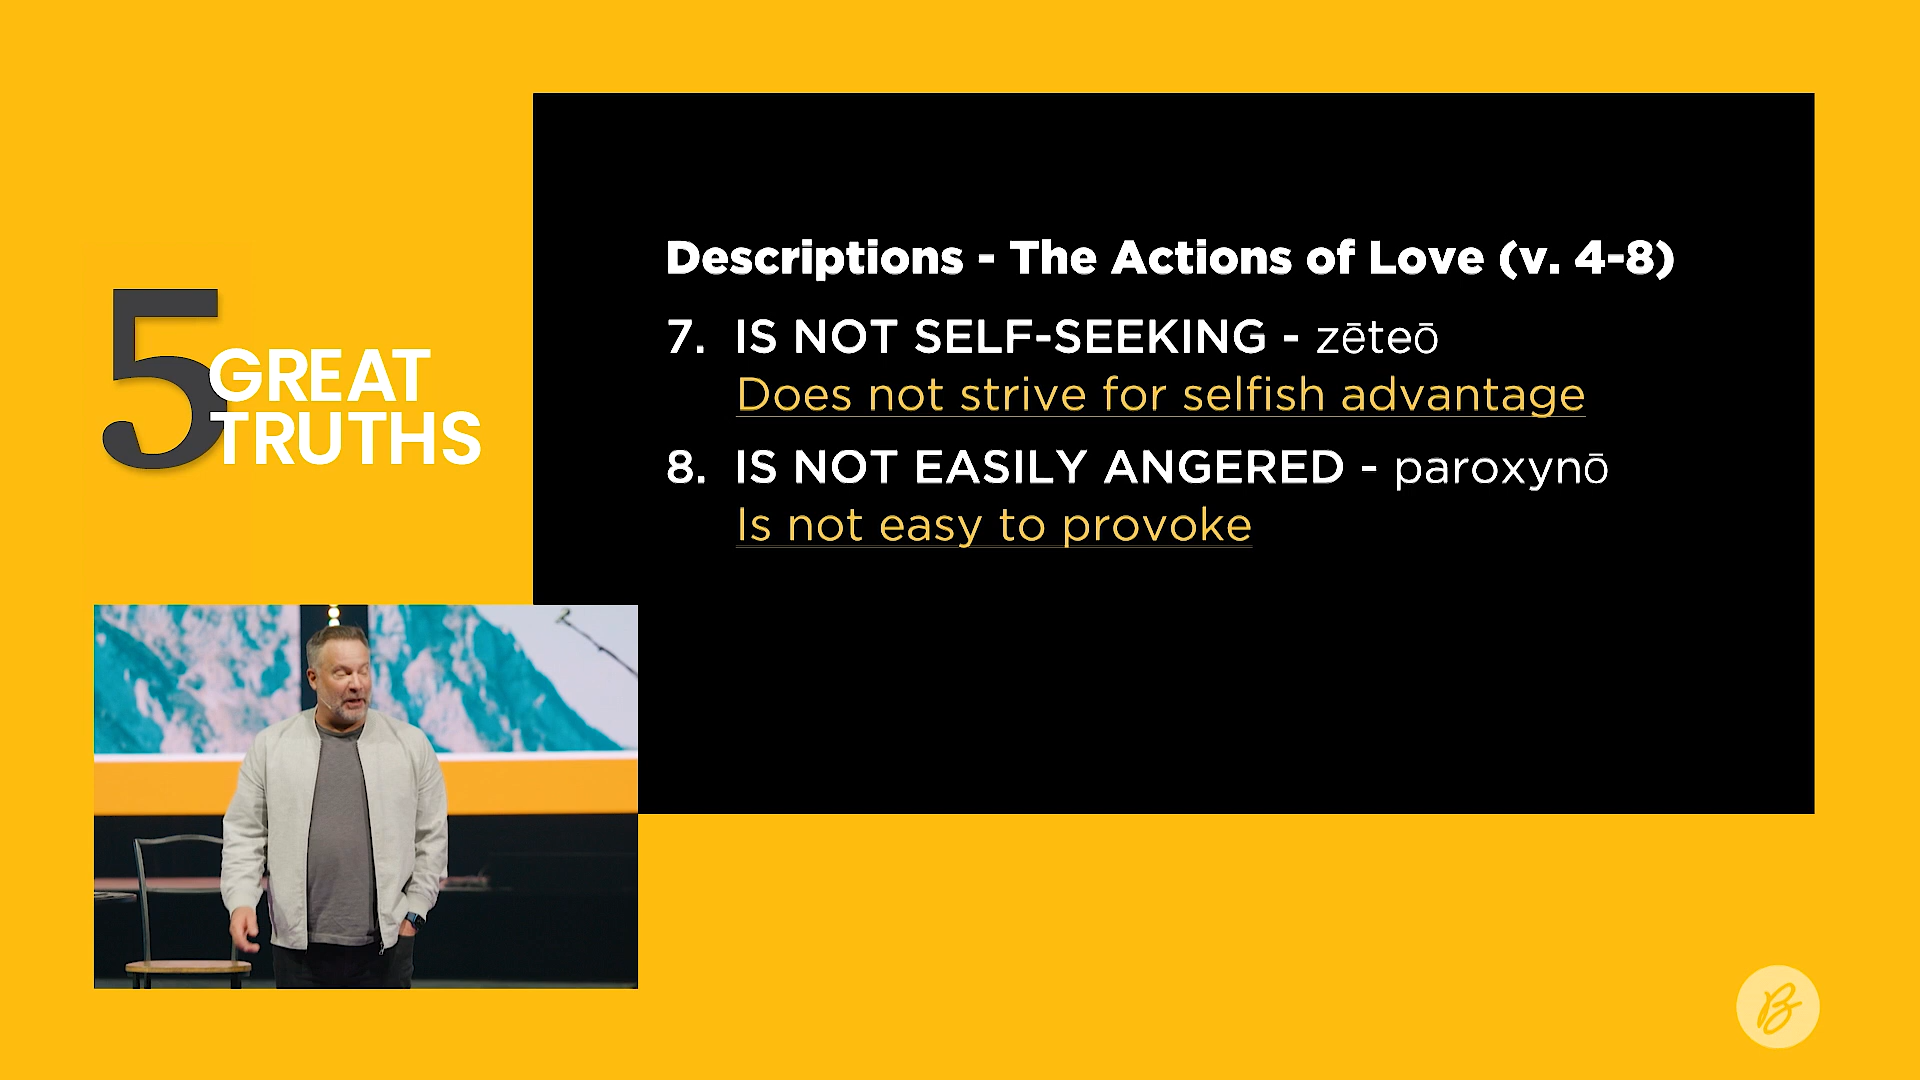 5 GREAT
TRUTHS
Descriptions - The Actions of Love (v. 4-8)
7. IS NOT SELF-SEEKING - zēteō
Does not strive for selfish advantage
8. IS NOT EASILY ANGERED - paroxynō
Is not easy to provoke
B